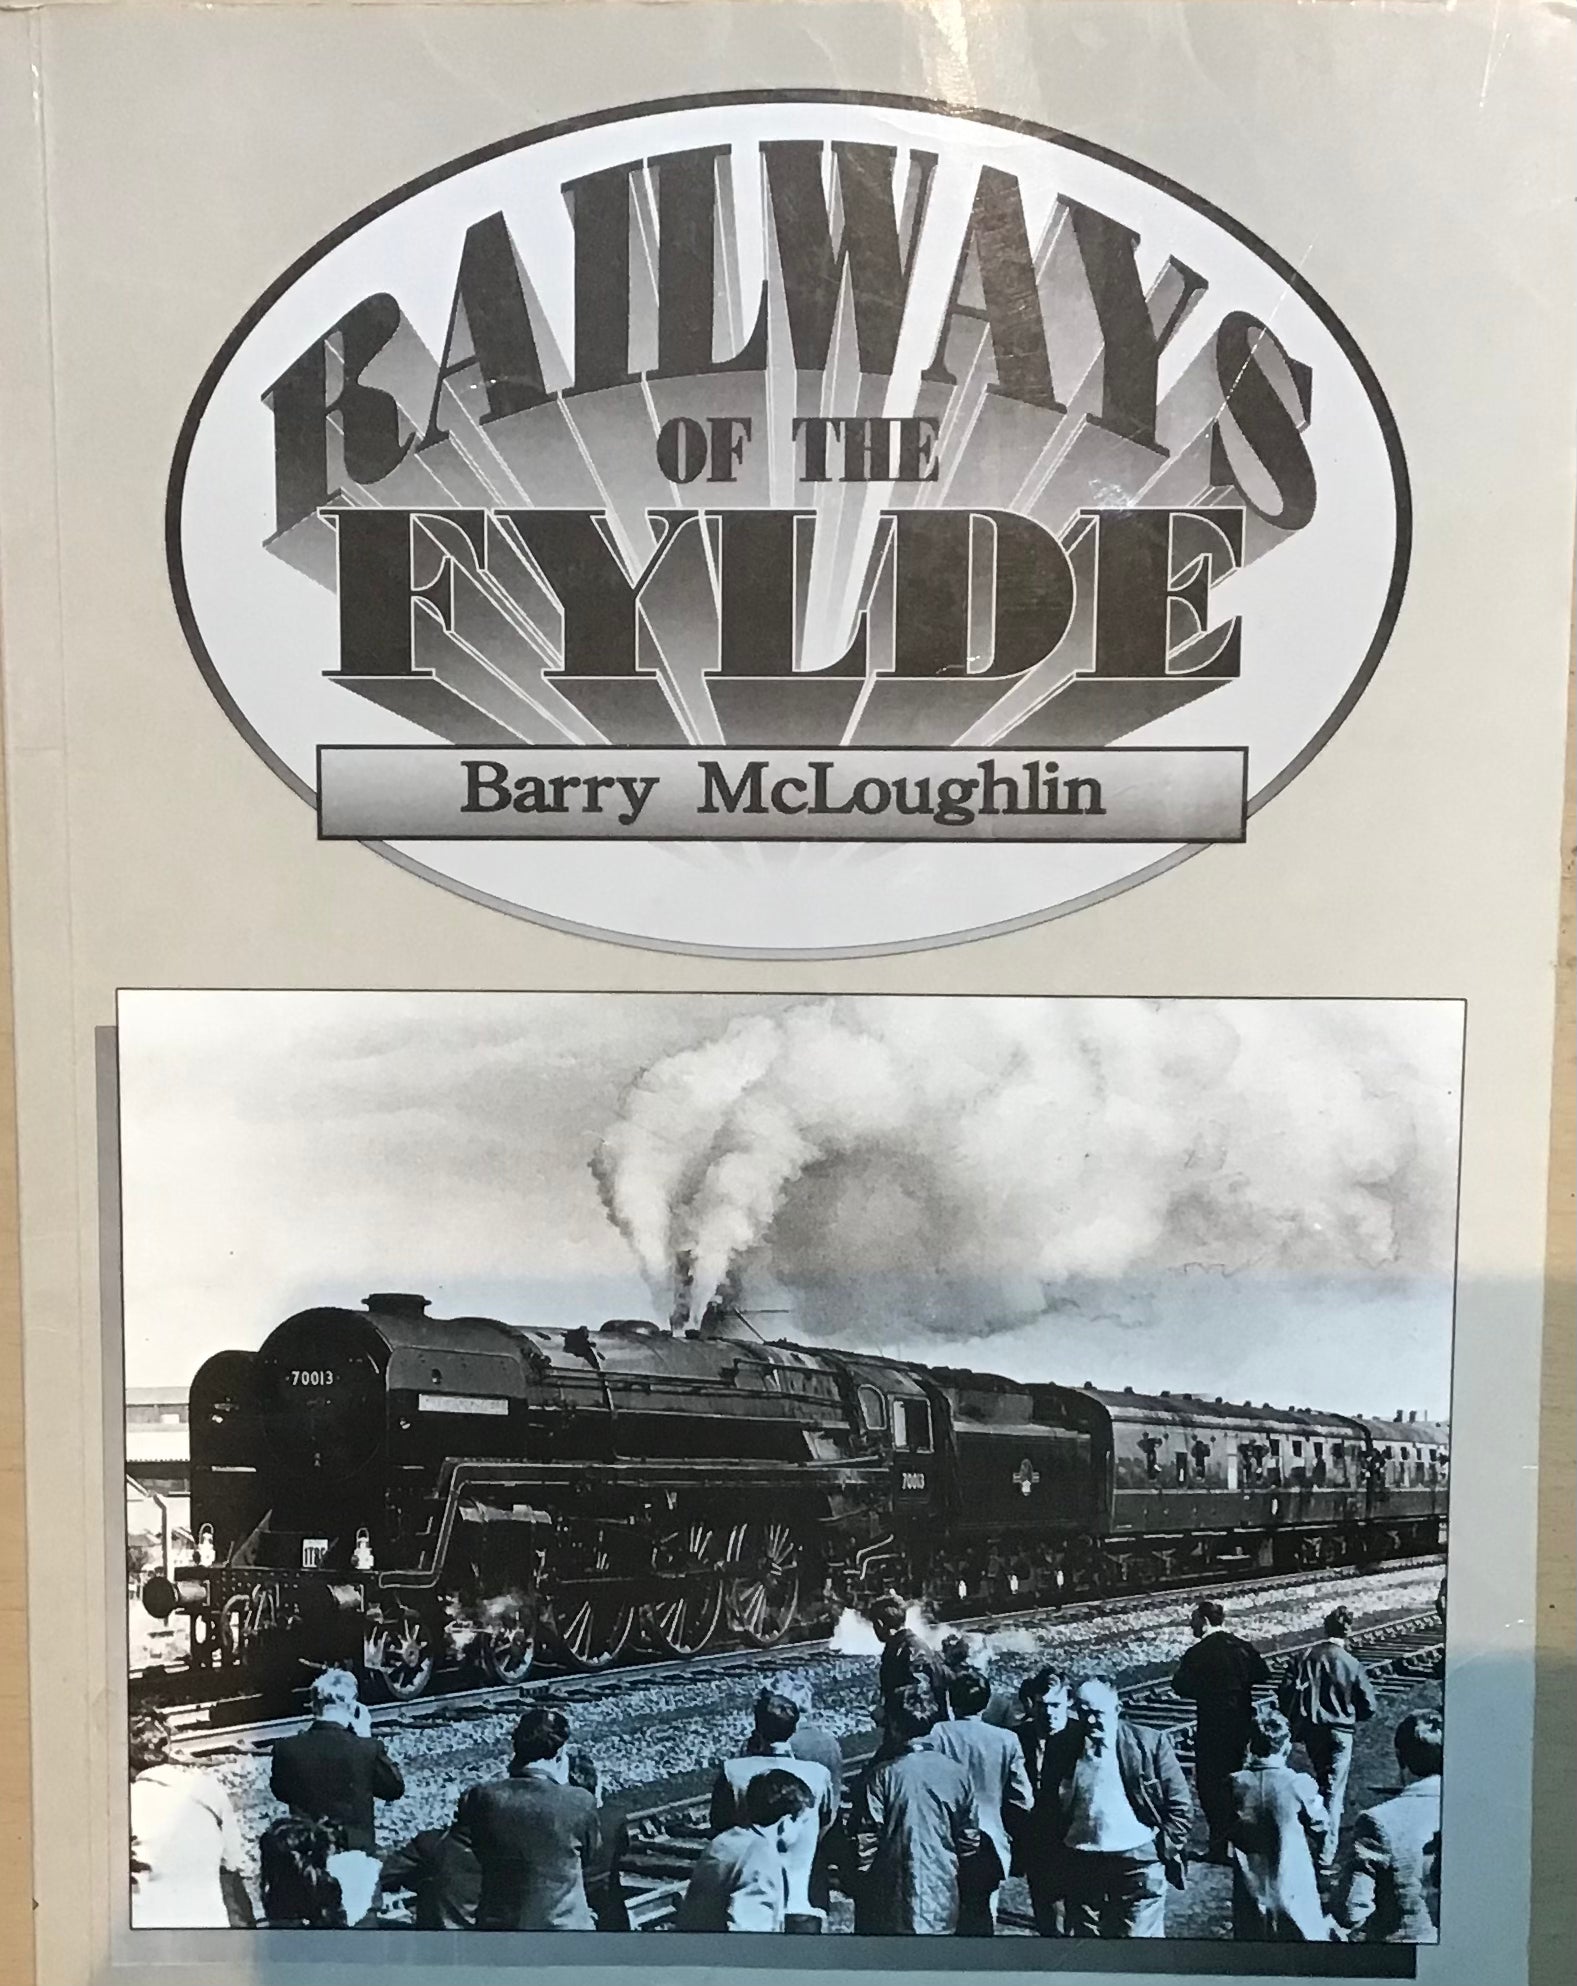 RAILWAYS
OF THE
FYLDE
Barry McLoughlin
70013
70013